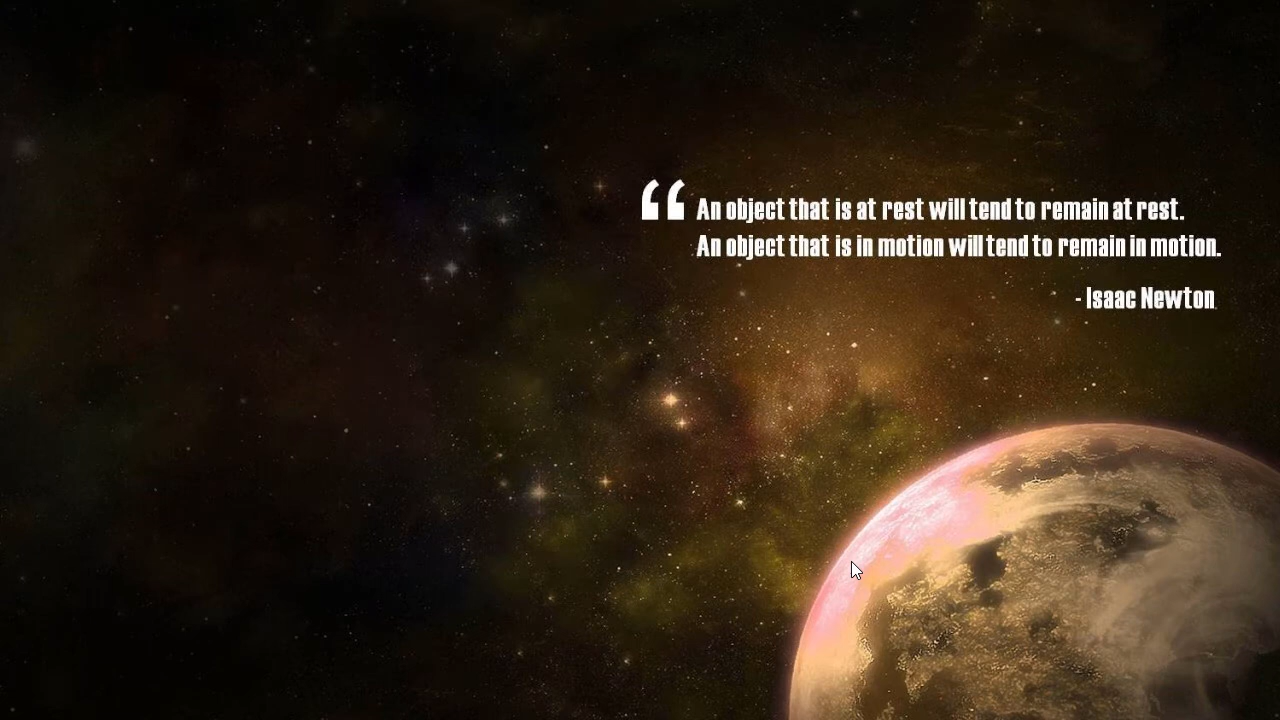 “ An object that is at rest will tend to remain at rest.
An object that is in motion will tend to remain in motion.
- Isaac Newton